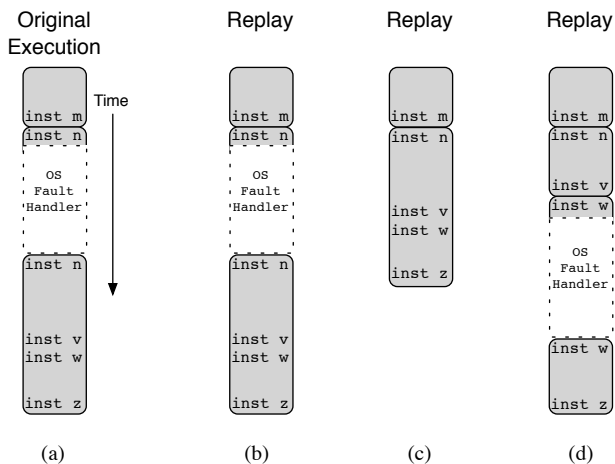 Original
Execution
Time
inst m
inst n
OS
Fault
Handler
inst n
inst v
inst w
inst z
(a)
Replay
inst m
inst n
OS
Fault
Handler
inst n
inst v
inst w
inst z
(b)
Replay
inst m
inst n
inst v
inst w
inst z
(c)
Replay
inst m
inst n
inst v
inst w
OS
Fault
Handler
inst w
inst z
(d)